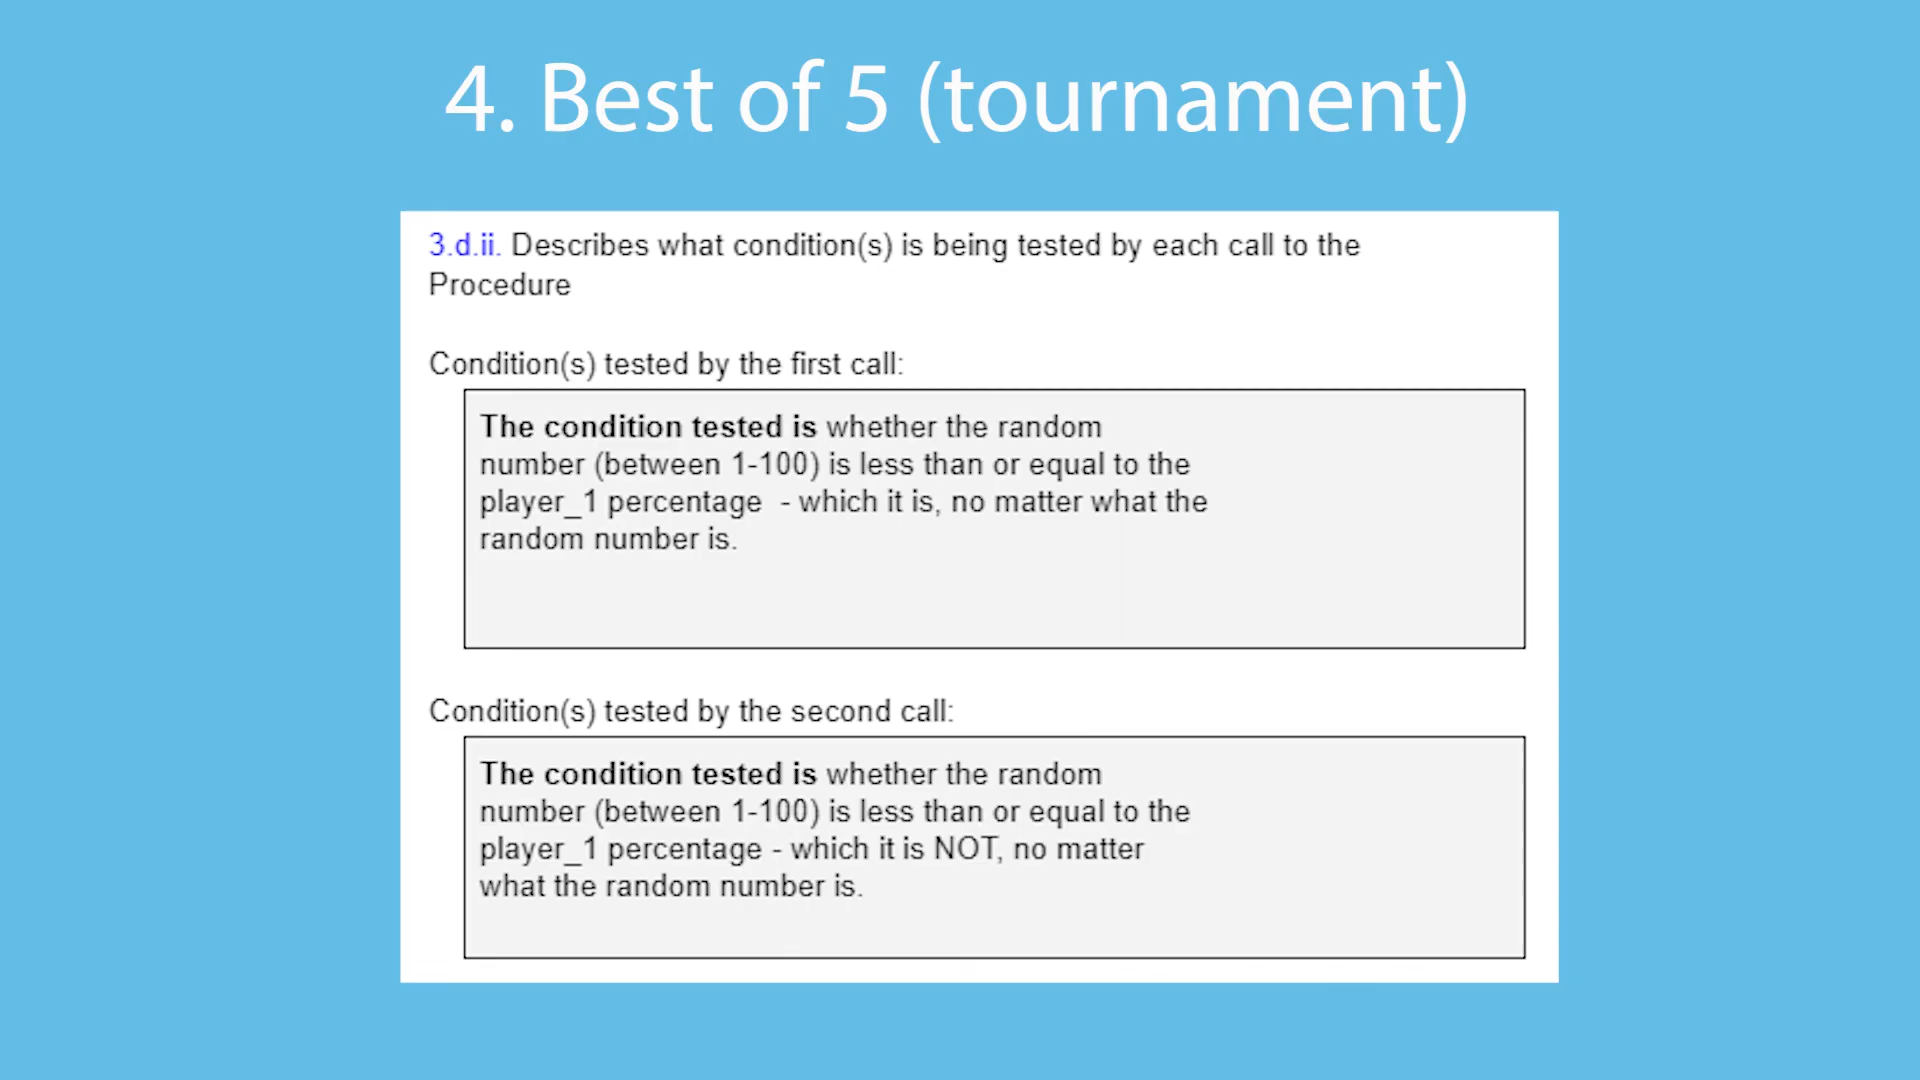 4. Best of 5 (tournament)
3.d.ii. Describes what condition(s) is being tested by each call to the
Procedure
Condition(s) tested by the first call:
The condition tested is whether the random
number (between 1-100) is less than or equal to the
player_1 percentage  - which it is, no matter what the
random number is.
Condition(s) tested by the second call:
The condition tested is whether the random
number (between 1-100) is less than or equal to the
player_1 percentage - which it is NOT, no matter
what the random number is.